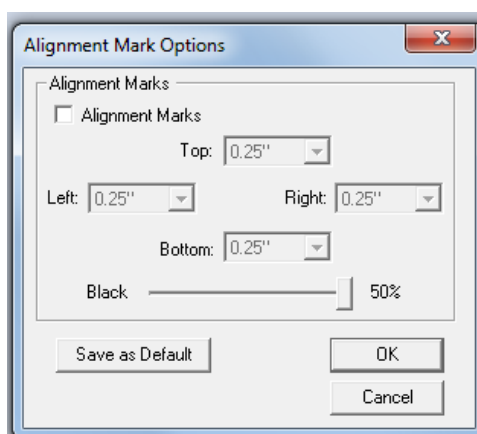 Alignment Mark Options
Alignment Marks
Alignment Marks
Top: 0.25"
Left: 0.25" Right: 0.25"
Bottom: 0.25"
Black 50%
Save as Default OK
Cancel